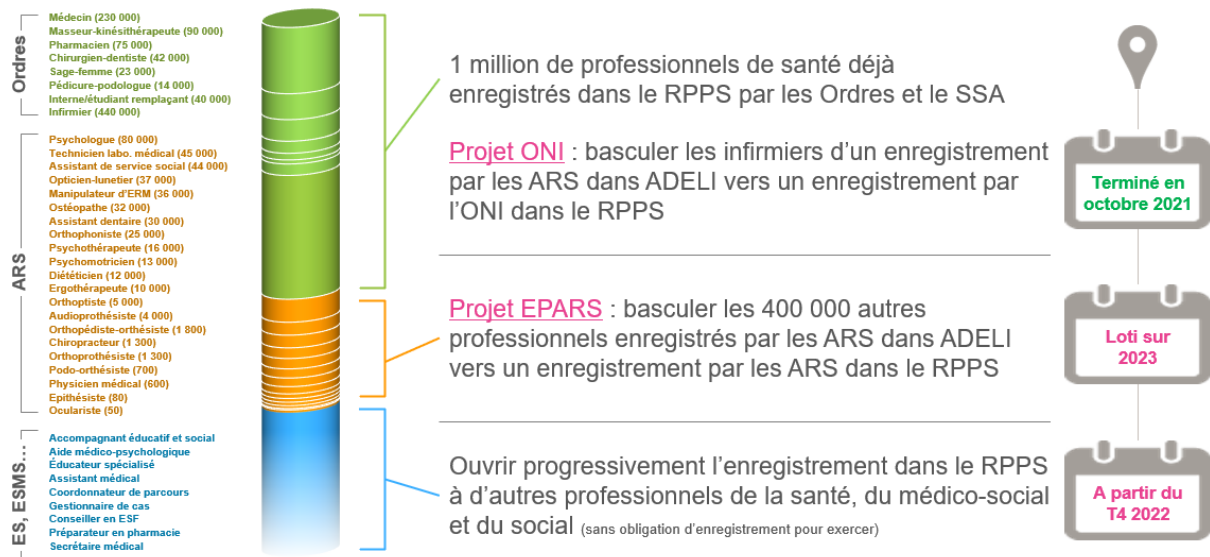 Ordres
Médecin (230 000)
Masseur-kinésithérapeute (90 000)
Pharmacien (75 000)
Chirurgien-dentiste (42 000)
Sage-femme (23 000)
Pédicure-podologue (14 000)
Interne/étudiant remplaçant (40 000)
Infirmier (440 000)
ARS
Psychologue (80 000)
Technicien labo. médical (45 000)
Assistant de service social (44 000)
Opticien-lunetier (37 000)
Manipulateur d'ERM (36 000)
Ostéopathe (32 000)
Assistant dentaire (30 000)
Orthophoniste (25 000)
Psychothérapeute (16 000)
Psychomotricien (13 000)
Diététicien (12 000)
Ergothérapeute (10 000)
Orthoptiste (5 000)
Audioprothésiste (4 000)
Orthopédiste-orthésiste (1 800)
Chiropracteur (1 300)
Orthoprothésiste (1 300)
Podo-orthésiste (700)
Physicien médical (600)
Epithésiste (80)
Oculariste (50)
ES, ESMS...
Accompagnant éducatif et social
Aide médico-psychologique
Éducateur spécialisé
Assistant médical
Coordonnateur de parcours
Gestionnaire de cas
Conseiller en ESF
Préparateur en pharmacie
Secrétaire médical
1 million de professionnels de santé déjà
enregistrés dans le RPPS par les Ordres et le SSA
Projet ONI : basculer les infirmiers d'un enregistrement
par les ARS dans ADELI vers un enregistrement par
l'ONI dans le RPPS
Terminé en
octobre 2021
Projet EPARS : basculer les 400 000 autres
professionnels enregistrés par les ARS dans ADELI
vers un enregistrement par les ARS dans le RPPS
Loti sur
2023
Ouvrir progressivement l'enregistrement dans le RPPS
à d'autres professionnels de la santé, du médico-social
et du social (sans obligation d'enregistrement pour exercer)
A partir du
T4 2022